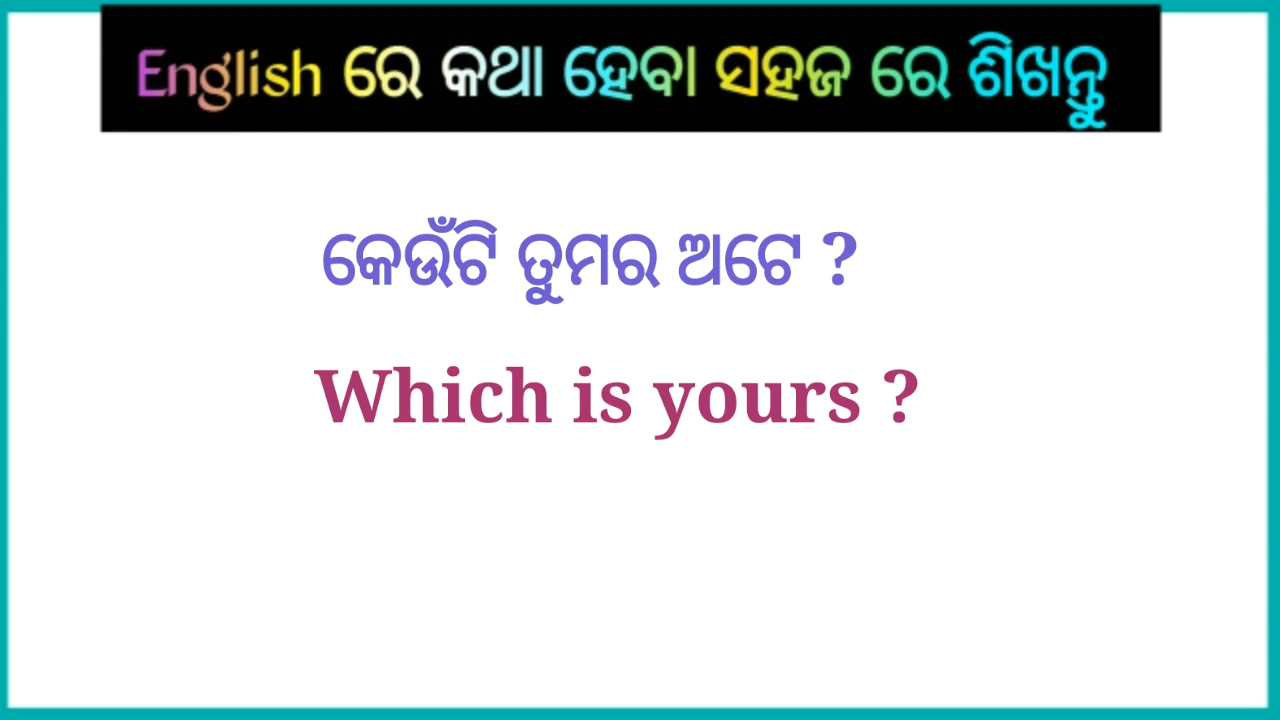 English ରେ କଥା ହେବା ସହଜ ରେ ଶିଖନ୍ତୁ
କେଉଁଟି ତୁମର ଅଟେ ?
Which is yours ?